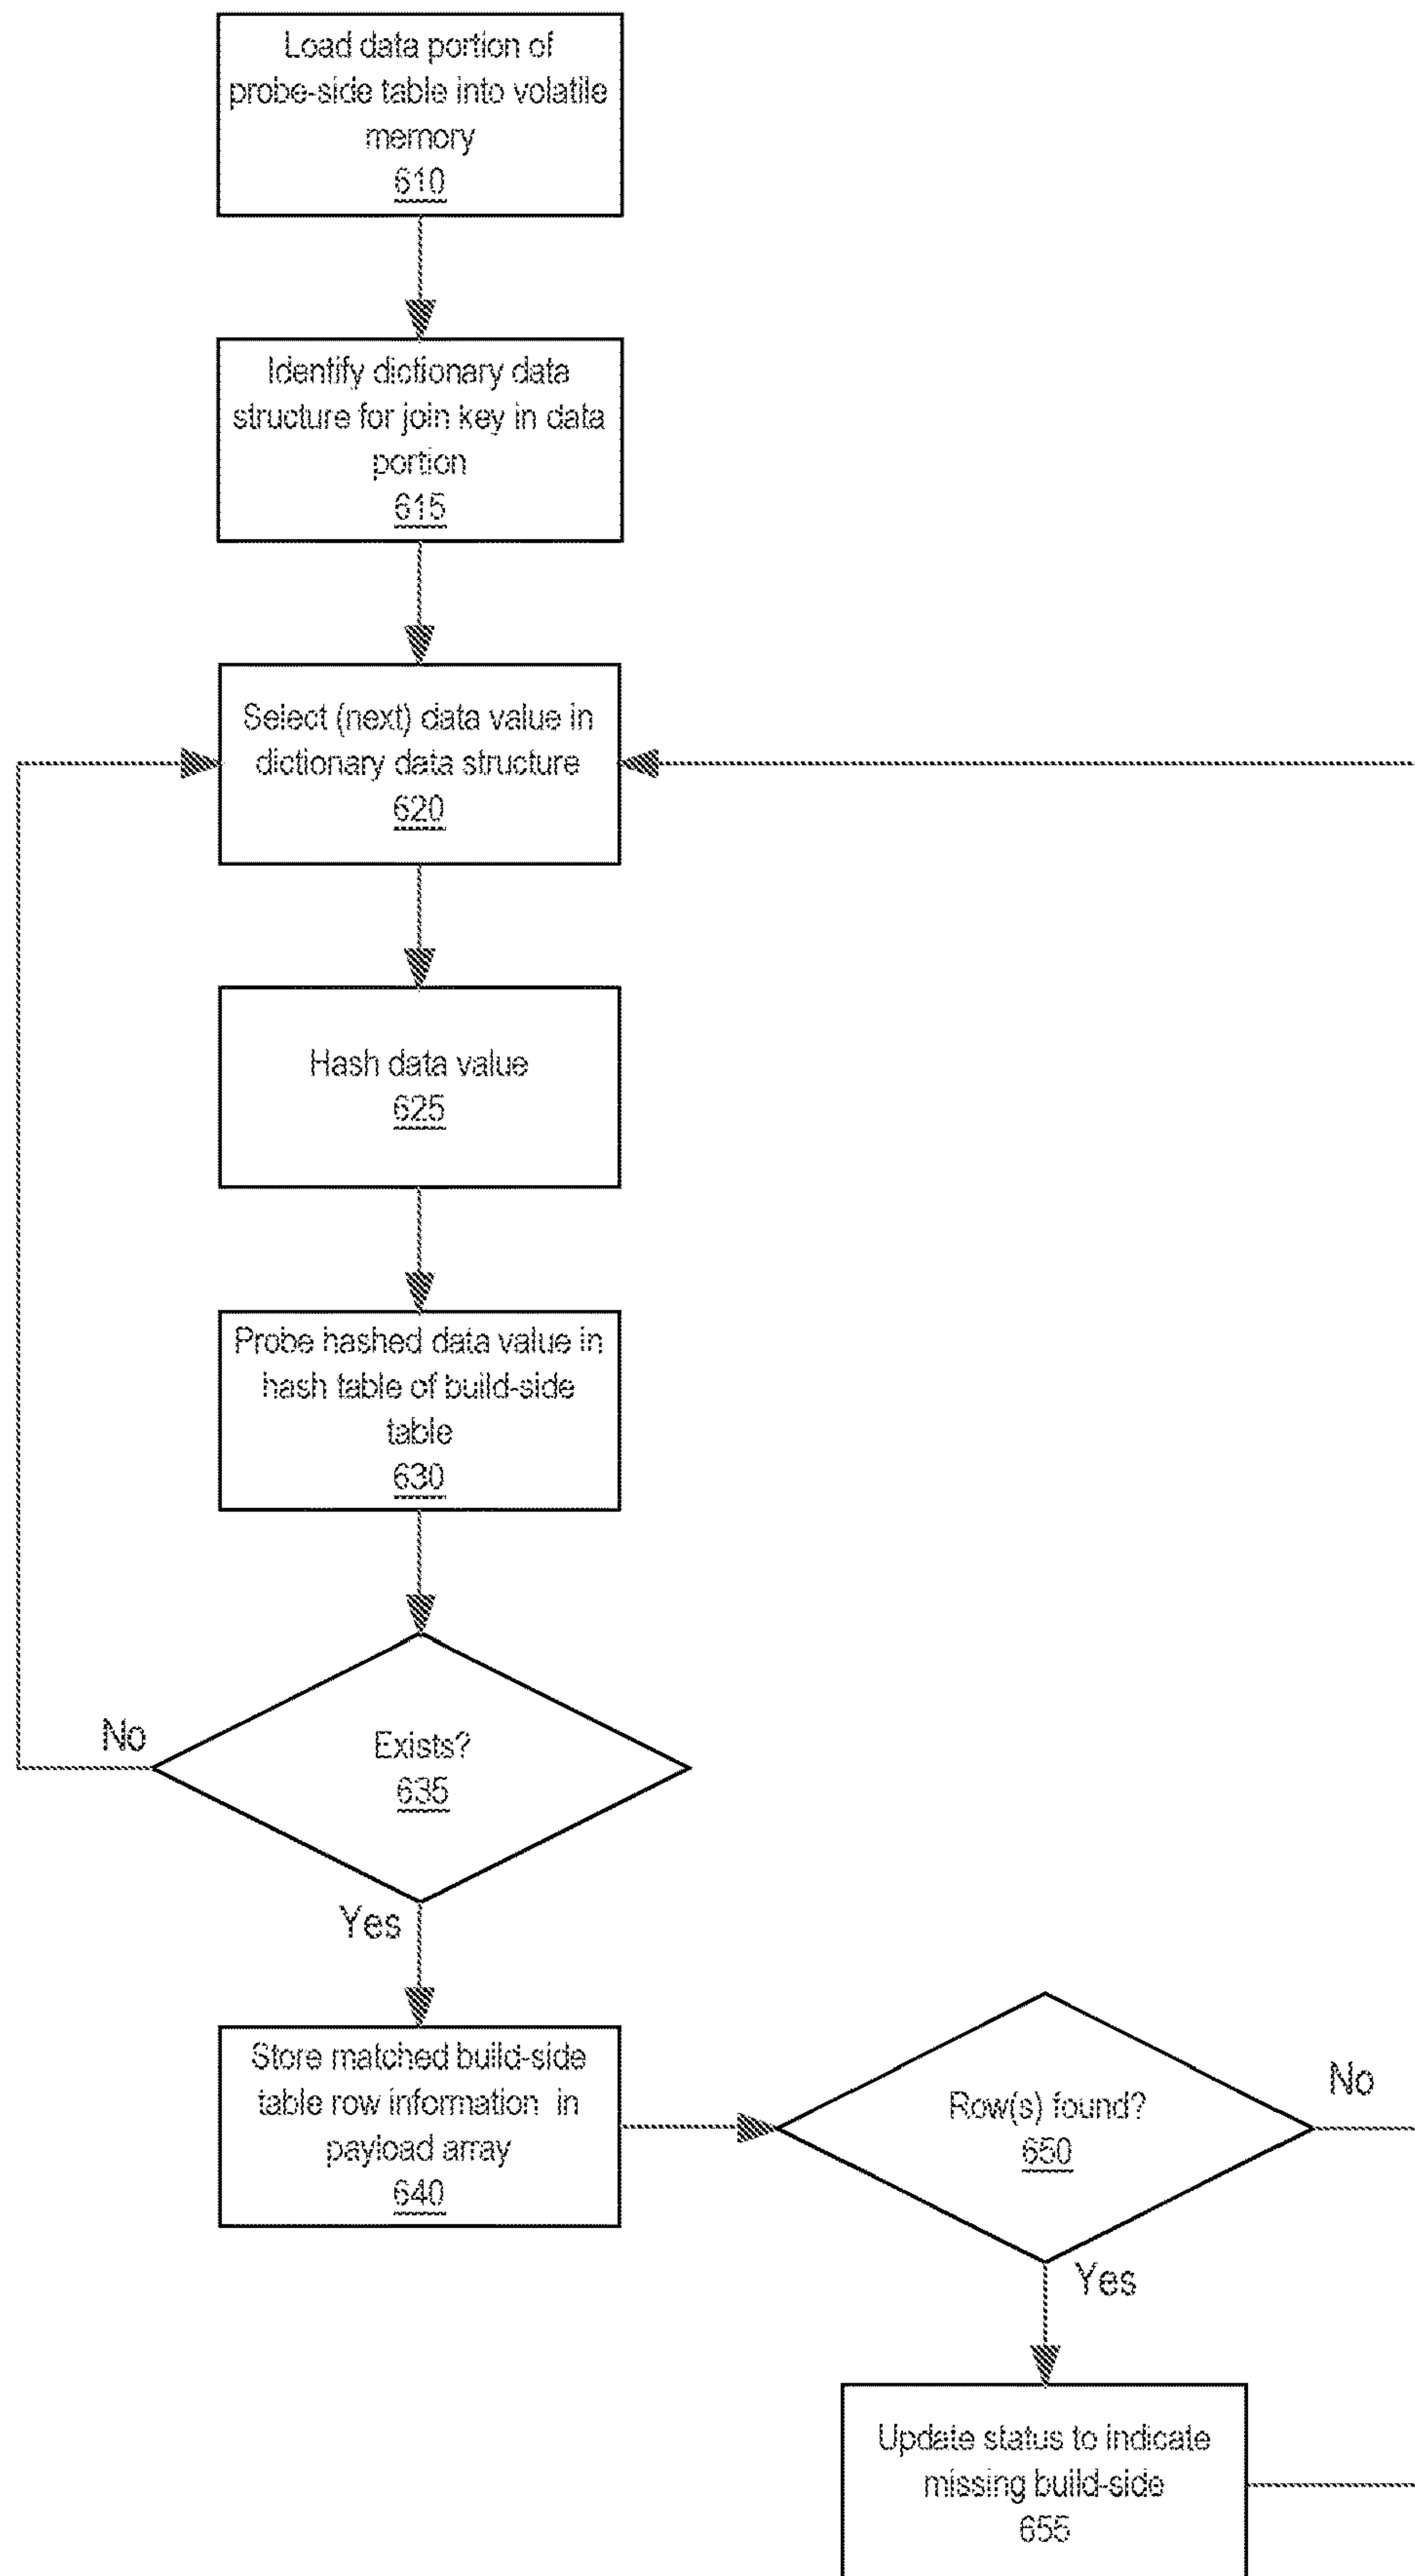 Load data portion of
probe-side table into volatile
memory
610
Identify dictionary data
structure for join key in data
portion
615
Select (next) data value in
dictionary data structure
620
Hash data value
625
Probe hashed data value in
hash table of build-side
table
630
No
Exists?
635
Yes
Store matched build-side
table row information in
payload array
640
Row(s) found?
650
No
Yes
Update status to indicate
missing build-side
655